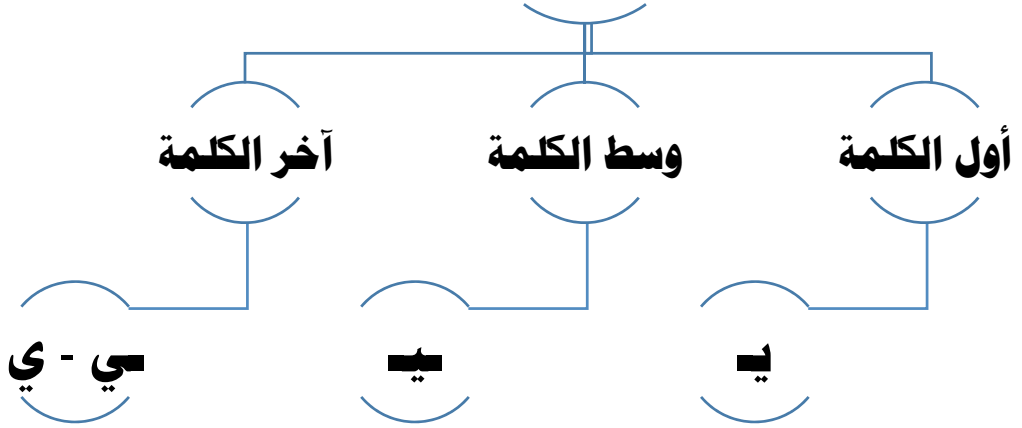 أول الكلمة وسط الكلمة آخر الكلمة
يـ ـيـ ـي - ي